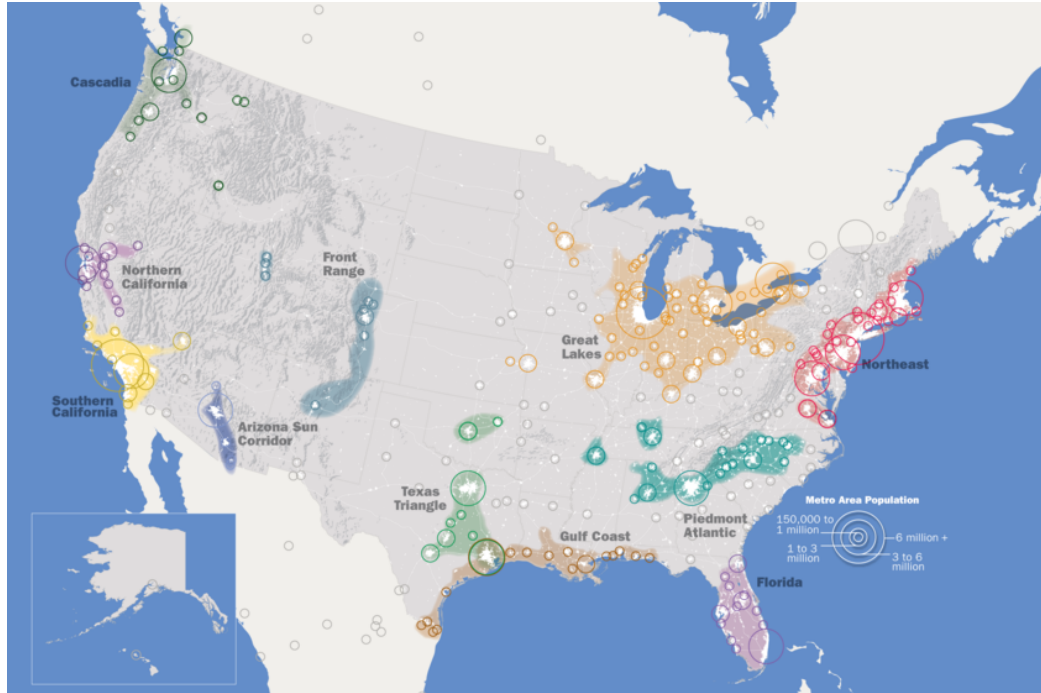 Cascadia
Northern
California
Front
Range
Great
Lakes
Northeast
Southern
California
Arizona Sun
Corridor
Texas
Triangle
Gulf Coast
Piedmont
Atlantic
Metro Area Population
150,000 to
1 million
6 million +
1 to 3
million
3 to 6
million
Florida